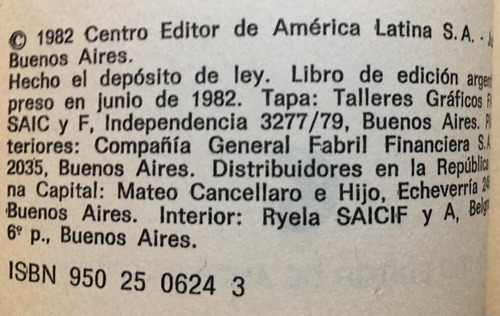 © 1982 Centro Editor de América Latina S.A. -
Buenos Aires.
Hecho el depósito de ley. Libro de edición argen
preso en junio de 1982. Tapa: Talleres Gráficos
SAIC y F, Independencia 3277/79, Buenos Aires.
teriores: Compañía General Fabril Financiera S.A
2035, Buenos Aires. Distribuidores en la República
na Capital: Mateo Cancellaro e Hijo, Echeverría
Buenos Aires. Interior: Ryela SAICIF y A, Belgr
6º p., Buenos Aires.
ISBN 950 25 0624 3